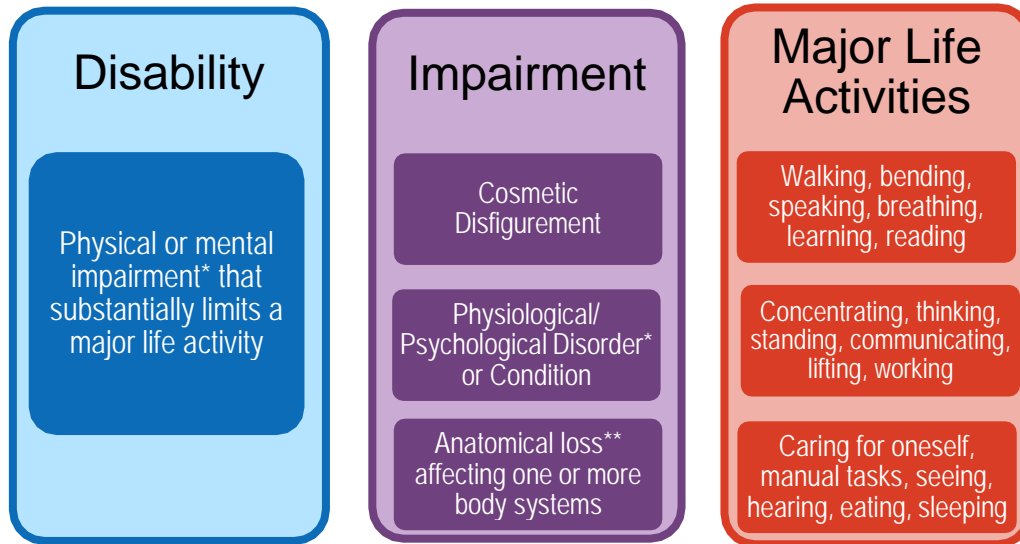 Disability
Physical or mental
impairment* that
substantially limits a
major life activity
Impairment
Cosmetic
Disfigurement
Physiological/
Psychological Disorder*
or Condition
Anatomical loss**
affecting one or more
body systems
Major Life
Activities
Walking, bending,
speaking, breathing,
learning, reading
Concentrating, thinking,
standing, communicating,
lifting, working
Caring for oneself,
manual tasks, seeing,
hearing, eating, sleeping